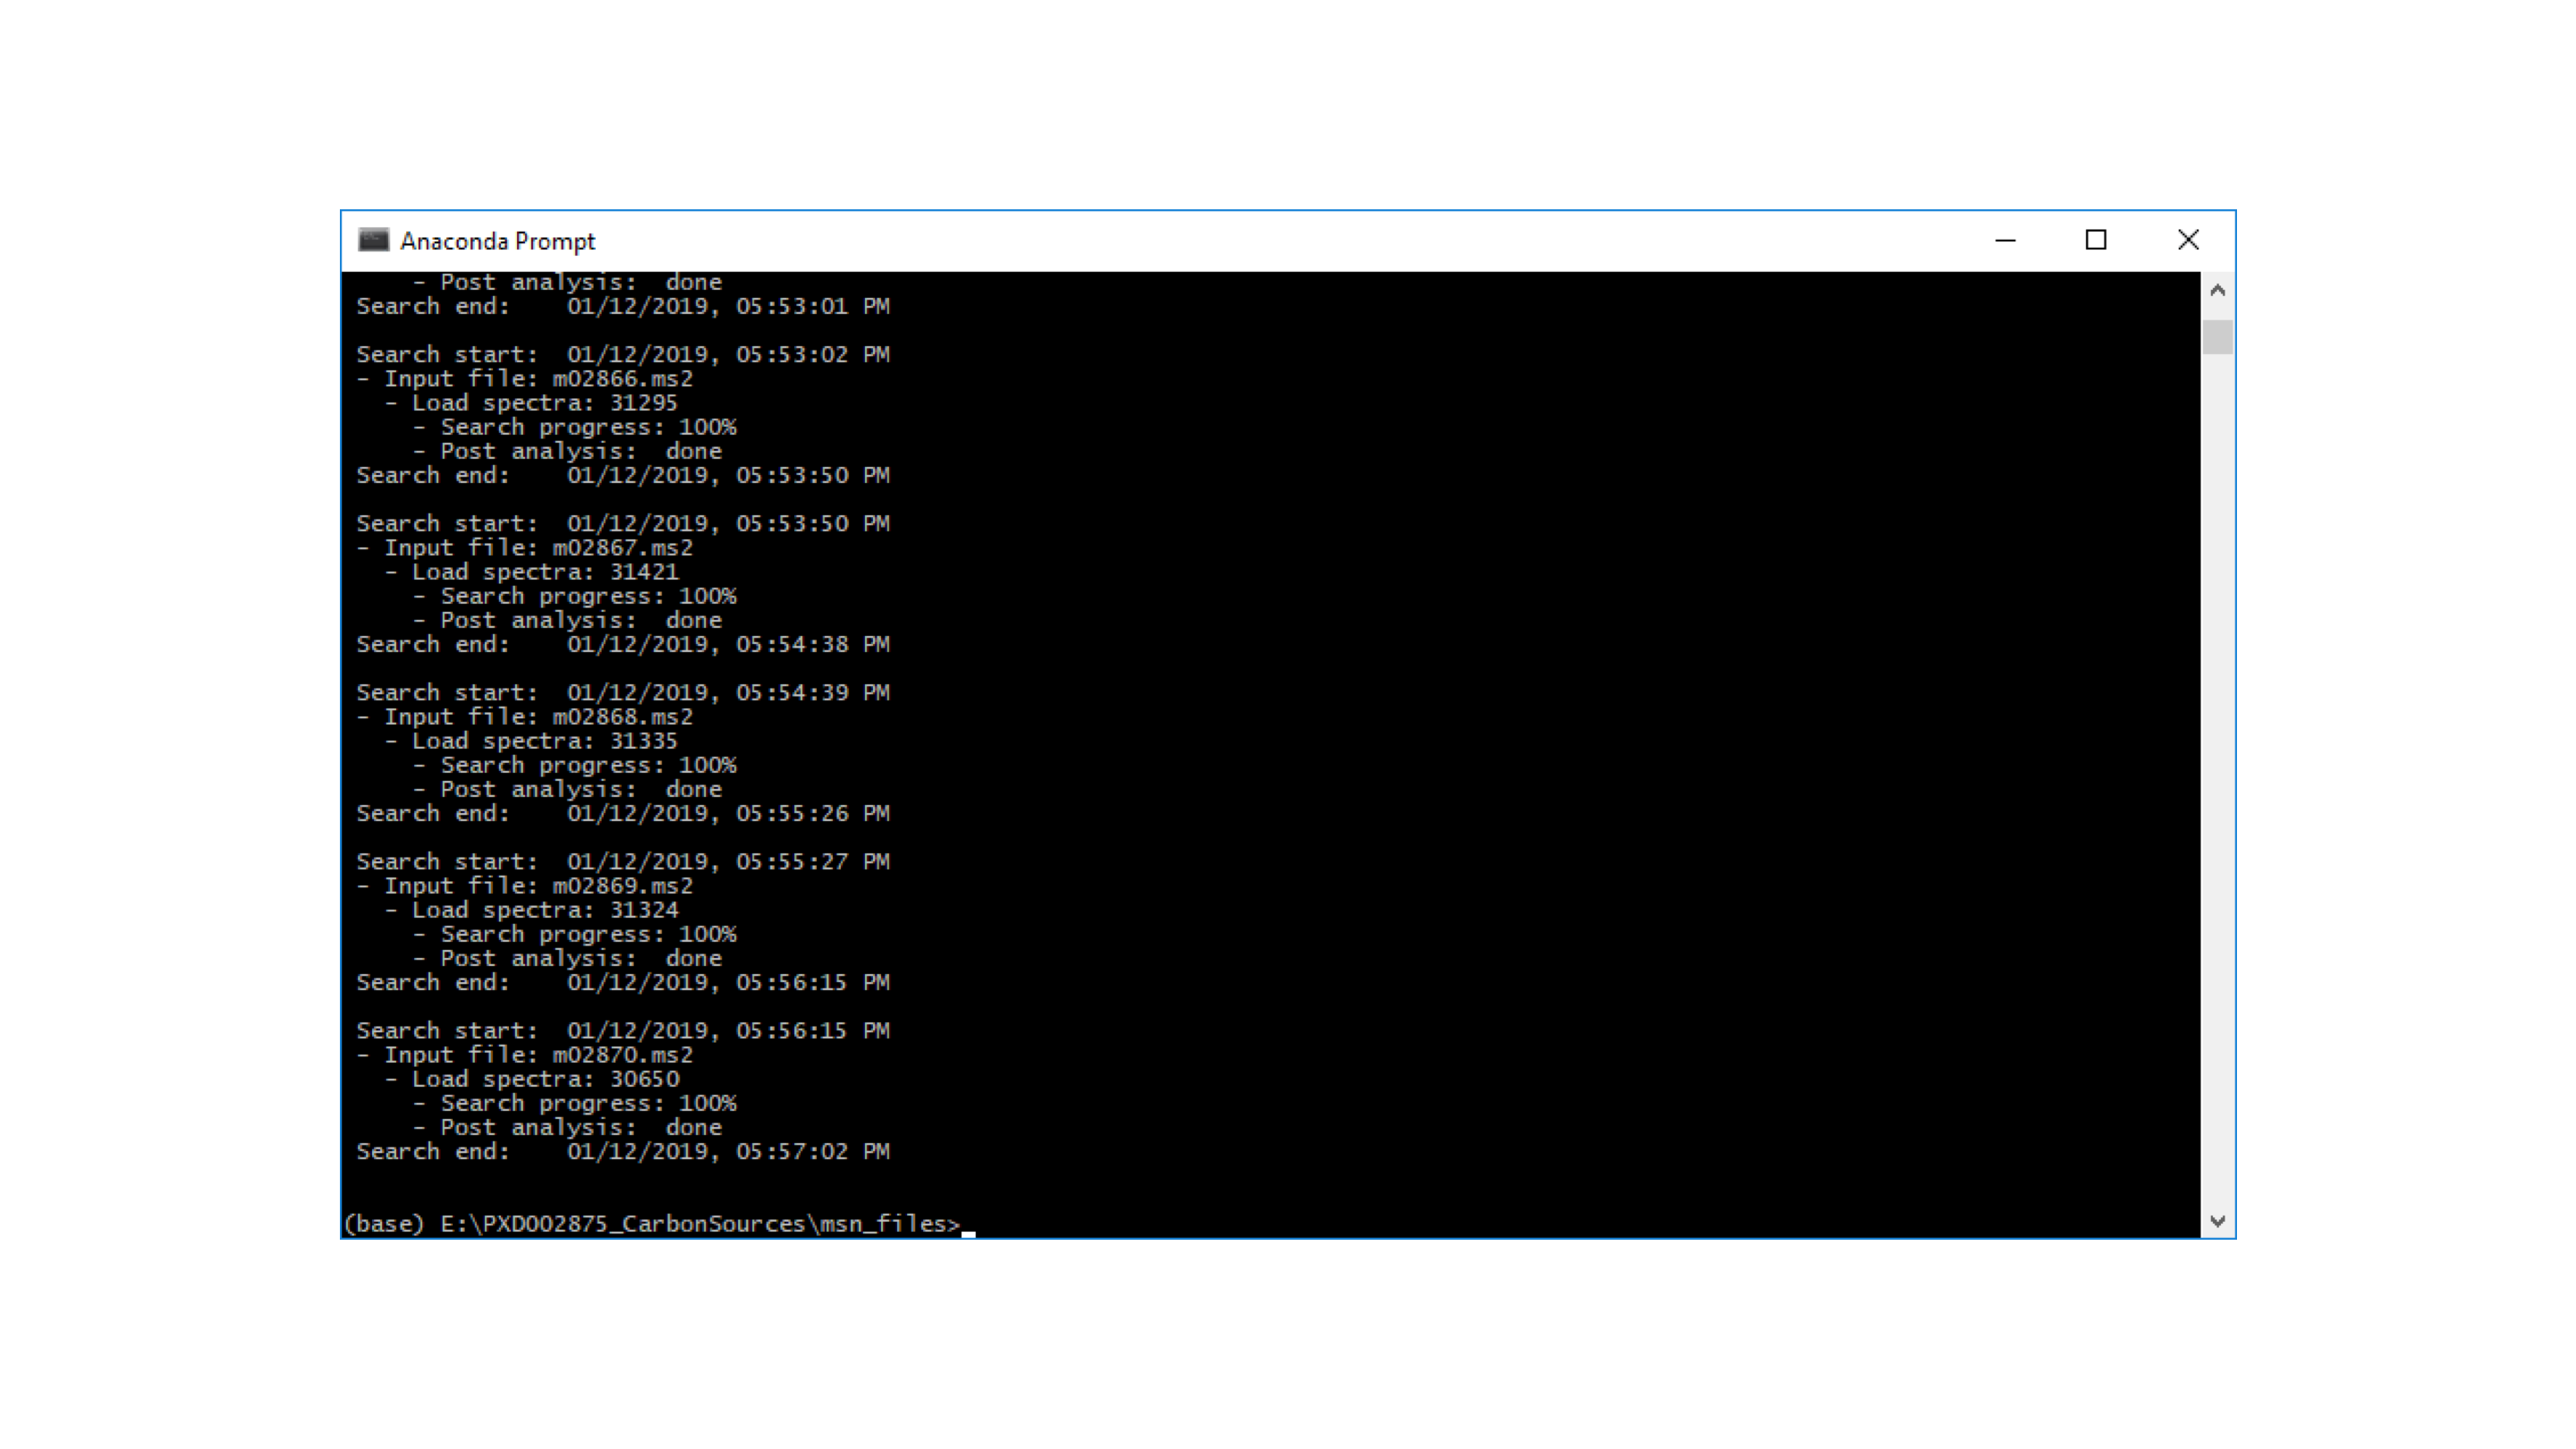 Anaconda Prompt
- Post analysis:  done
Search end:    01/12/2019, 05:53:01 PM
Search start:  01/12/2019, 05:53:02 PM
- Input file: m02866.ms2
- Load spectra: 31295
- Search progress: 100%
- Post analysis:  done
Search end:    01/12/2019, 05:53:50 PM
Search start:  01/12/2019, 05:53:50 PM
- Input file: m02867.ms2
- Load spectra: 31421
- Search progress: 100%
- Post analysis:  done
Search end:    01/12/2019, 05:54:38 PM
Search start:  01/12/2019, 05:54:39 PM
- Input file: m02868.ms2
- Load spectra: 31335
- Search progress: 100%
- Post analysis:  done
Search end:    01/12/2019, 05:55:26 PM
Search start:  01/12/2019, 05:55:27 PM
- Input file: m02869.ms2
- Load spectra: 31324
- Search progress: 100%
- Post analysis:  done
Search end:    01/12/2019, 05:56:15 PM
Search start:  01/12/2019, 05:56:15 PM
- Input file: m02870.ms2
- Load spectra: 30650
- Search progress: 100%
- Post analysis:  done
Search end:    01/12/2019, 05:57:02 PM
(base) E:\PXD002875_CarbonSources\msn_files>_